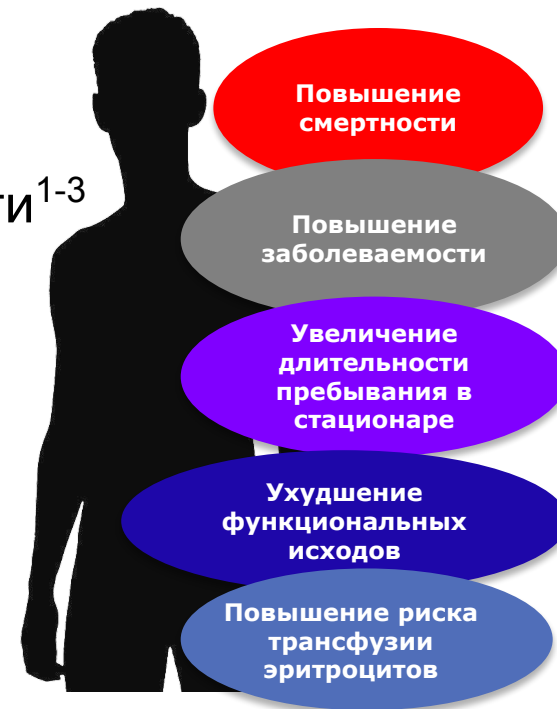 Повышение
смертности
ти¹⁻³
Повышение
заболеваемости
Увеличение
длительности
пребывания в
стационаре
Ухудшение
функциональных
исходов
Повышение риска
трансфузии
эритроцитов